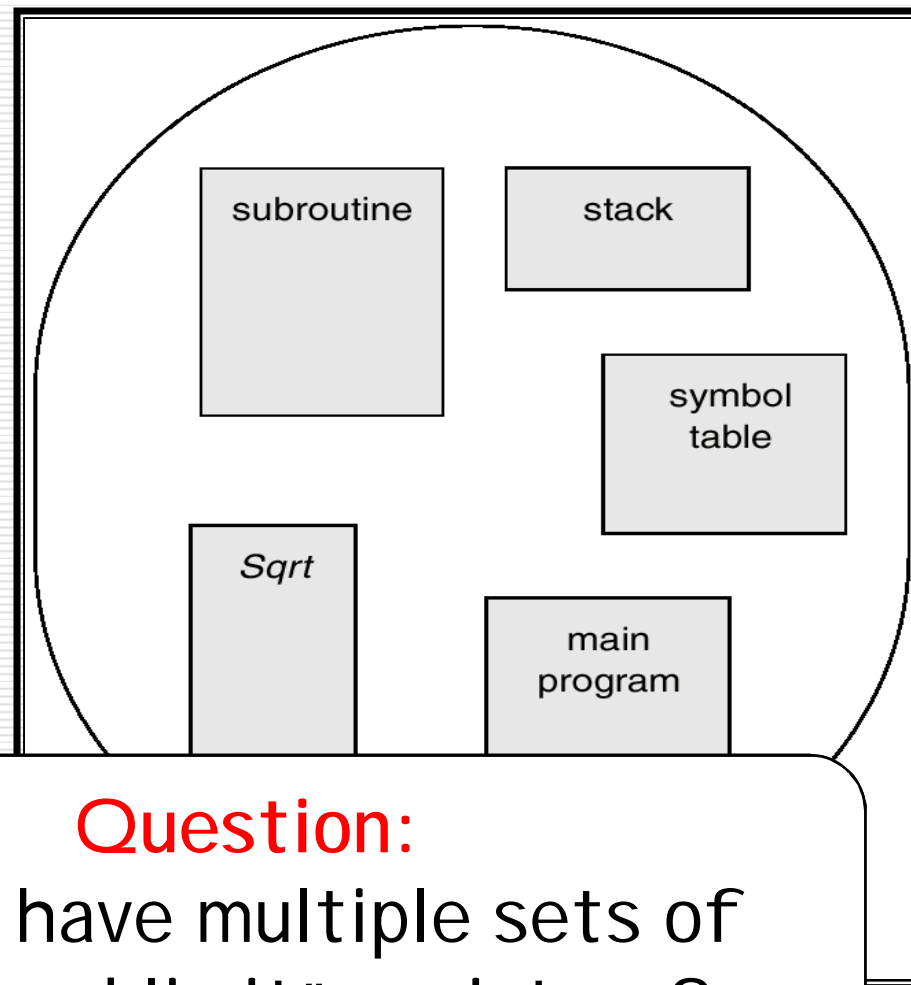 subroutine
stack
symbol
table
Sqrt
main
program
Question:
have multiple sets of